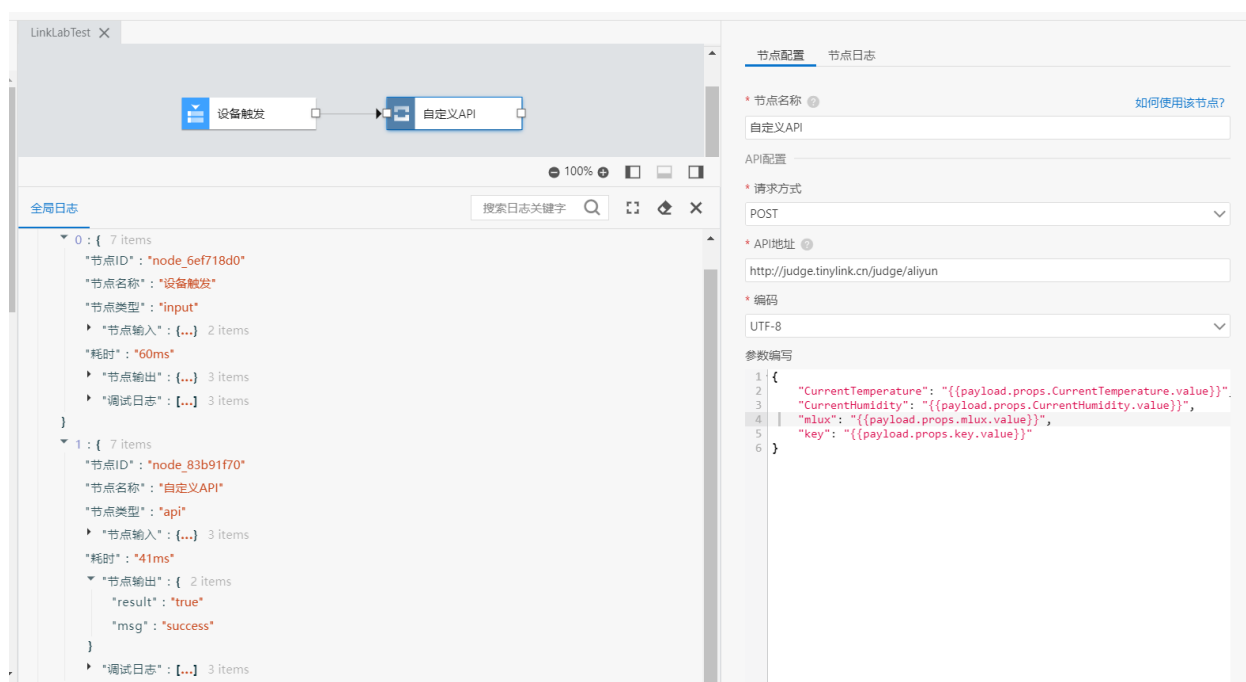 LinkLabTest
设备触发
自定义API
100%
全局日志
搜索日志关键字
0 : { 7 items
"节点ID" : "node_6ef718d0"
"节点名称" : "设备触发"
"节点类型" : "input"
"节点输入" : {...} 2 items
"耗时" : "60ms"
"节点输出" : {...} 3 items
"调试日志" : [...] 3 items
}
1 : { 7 items
"节点ID" : "node_83b91f70"
"节点名称" : "自定义API"
"节点类型" : "api"
"节点输入" : {...} 3 items
"耗时" : "41ms"
"节点输出" : { 2 items
"result" : "true"
"msg" : "success"
}
"调试日志" : [...] 3 items
节点配置 节点日志
* 节点名称 如何使用该节点?
自定义API
API配置
* 请求方式
POST
* API地址
http://judge.tinylink.cn/judge/aliyun
* 编码
UTF-8
参数编写
1 {
2 "CurrentTemperature": "{{payload.props.CurrentTemperature.value}}",
3 "CurrentHumidity": "{{payload.props.CurrentHumidity.value}}",
4 "mlux": "{{payload.props.mlux.value}}",
5 "key": "{{payload.props.key.value}}"
6 }